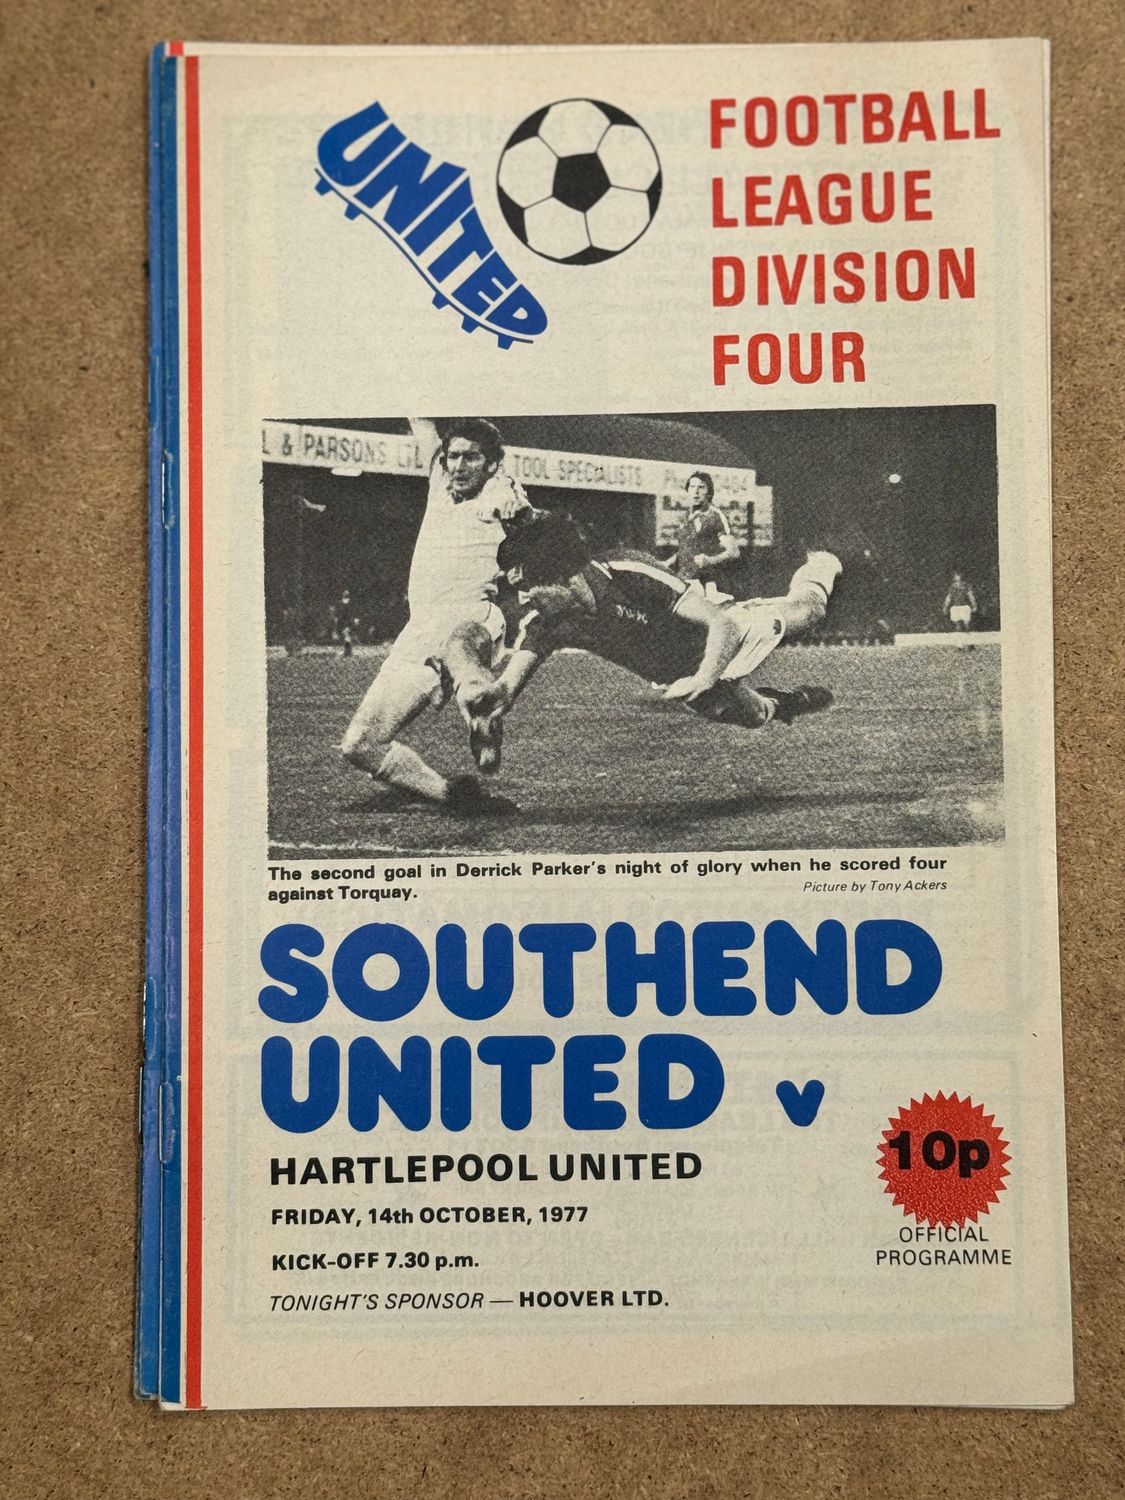 UNITED
FOOTBALL
LEAGUE
DIVISION
FOUR
L & PARSONS LTD
TOOL SPECIALISTS
The second goal in Derrick Parker's night of glory when he scored four
against Torquay.
Picture by Tony Ackers
SOUTHEND
UNITED v
HARTLEPOOL UNITED
FRIDAY, 14th OCTOBER, 1977
KICK-OFF 7.30 p.m.
TONIGHT'S SPONSOR — HOOVER LTD.
10p
OFFICIAL
PROGRAMME